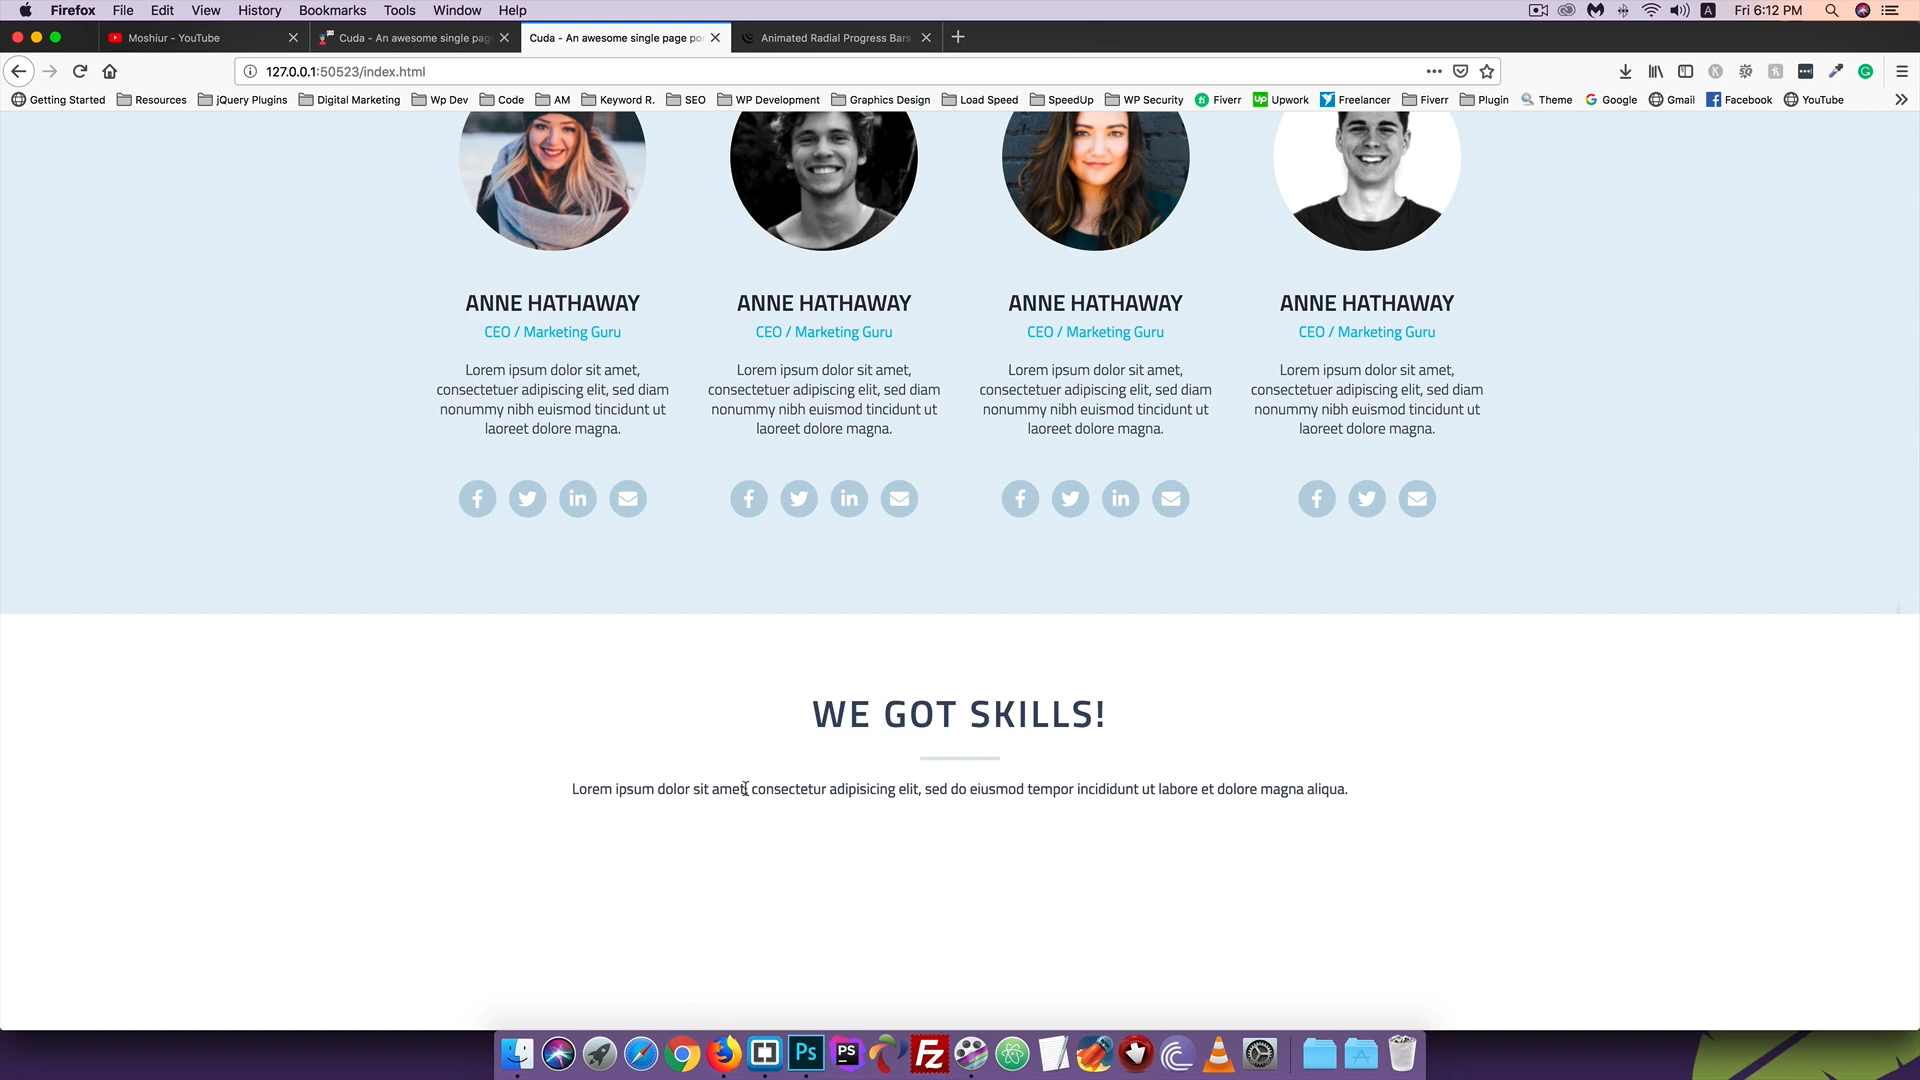 Firefox File Edit View History Bookmarks Tools Window Help A Fri 6:12 PM
Moshiur - YouTube Cuda - An awesome single pag Cuda - An awesome single page po Animated Radial Progress Bars
127.0.0.1:50523/index.html
Getting Started Resources jQuery Plugins Digital Marketing Wp Dev Code AM Keyword R. SEO WP Development Graphics Design Load Speed SpeedUp WP Security Fiverr Upwork Freelancer Fiverr Plugin Theme Google Gmail Facebook YouTube
ANNE HATHAWAY ANNE HATHAWAY ANNE HATHAWAY ANNE HATHAWAY
CEO / Marketing Guru CEO / Marketing Guru CEO / Marketing Guru CEO / Marketing Guru
Lorem ipsum dolor sit amet, Lorem ipsum dolor sit amet, Lorem ipsum dolor sit amet, Lorem ipsum dolor sit amet,
consectetuer adipiscing elit, sed diam consectetuer adipiscing elit, sed diam consectetuer adipiscing elit, sed diam consectetuer adipiscing elit, sed diam
nonummy nibh euismod tincidunt ut nonummy nibh euismod tincidunt ut nonummy nibh euismod tincidunt ut nonummy nibh euismod tincidunt ut
laoreet dolore magna. laoreet dolore magna. laoreet dolore magna. laoreet dolore magna.
WE GOT SKILLS!
Lorem ipsum dolor sit amet, consectetur adipisicing elit, sed do eiusmod tempor incididunt ut labore et dolore magna aliqua.
Ps PS FZ